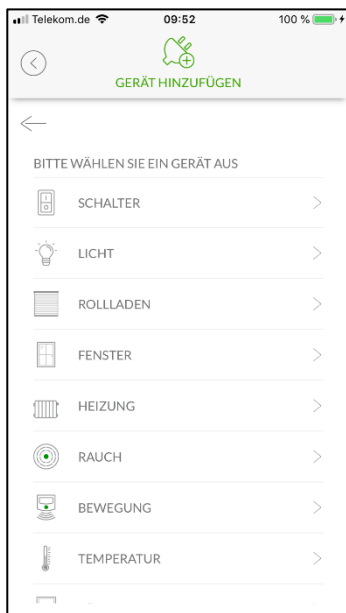 Telekom.de 09:52 100 %
GERÄT HINZUFÜGEN
BITTE WÄHLEN SIE EIN GERÄT AUS
SCHALTER
LICHT
ROLLLADEN
FENSTER
HEIZUNG
RAUCH
BEWEGUNG
TEMPERATUR